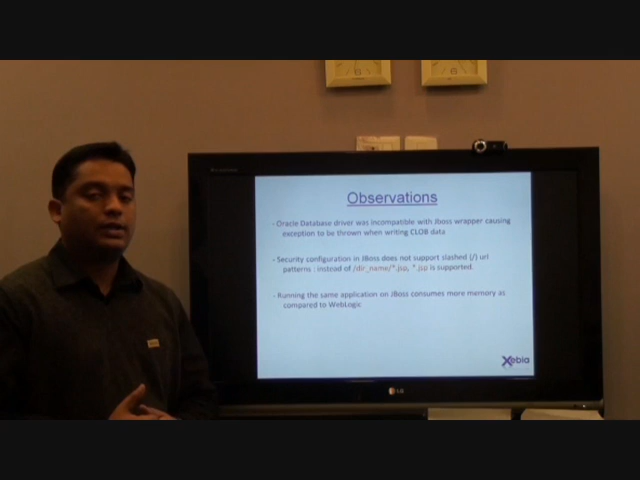 Observations
- Oracle Database driver was incompatible with Jboss wrapper causing
exception to be thrown when writing CLOB data
- Security configuration in JBoss does not support slashed (/) url
patterns : instead of /dir_name/*.jsp, *.jsp is supported.
- Running the same application on JBoss consumes more memory as
compared to WebLogic
Xebia
LG